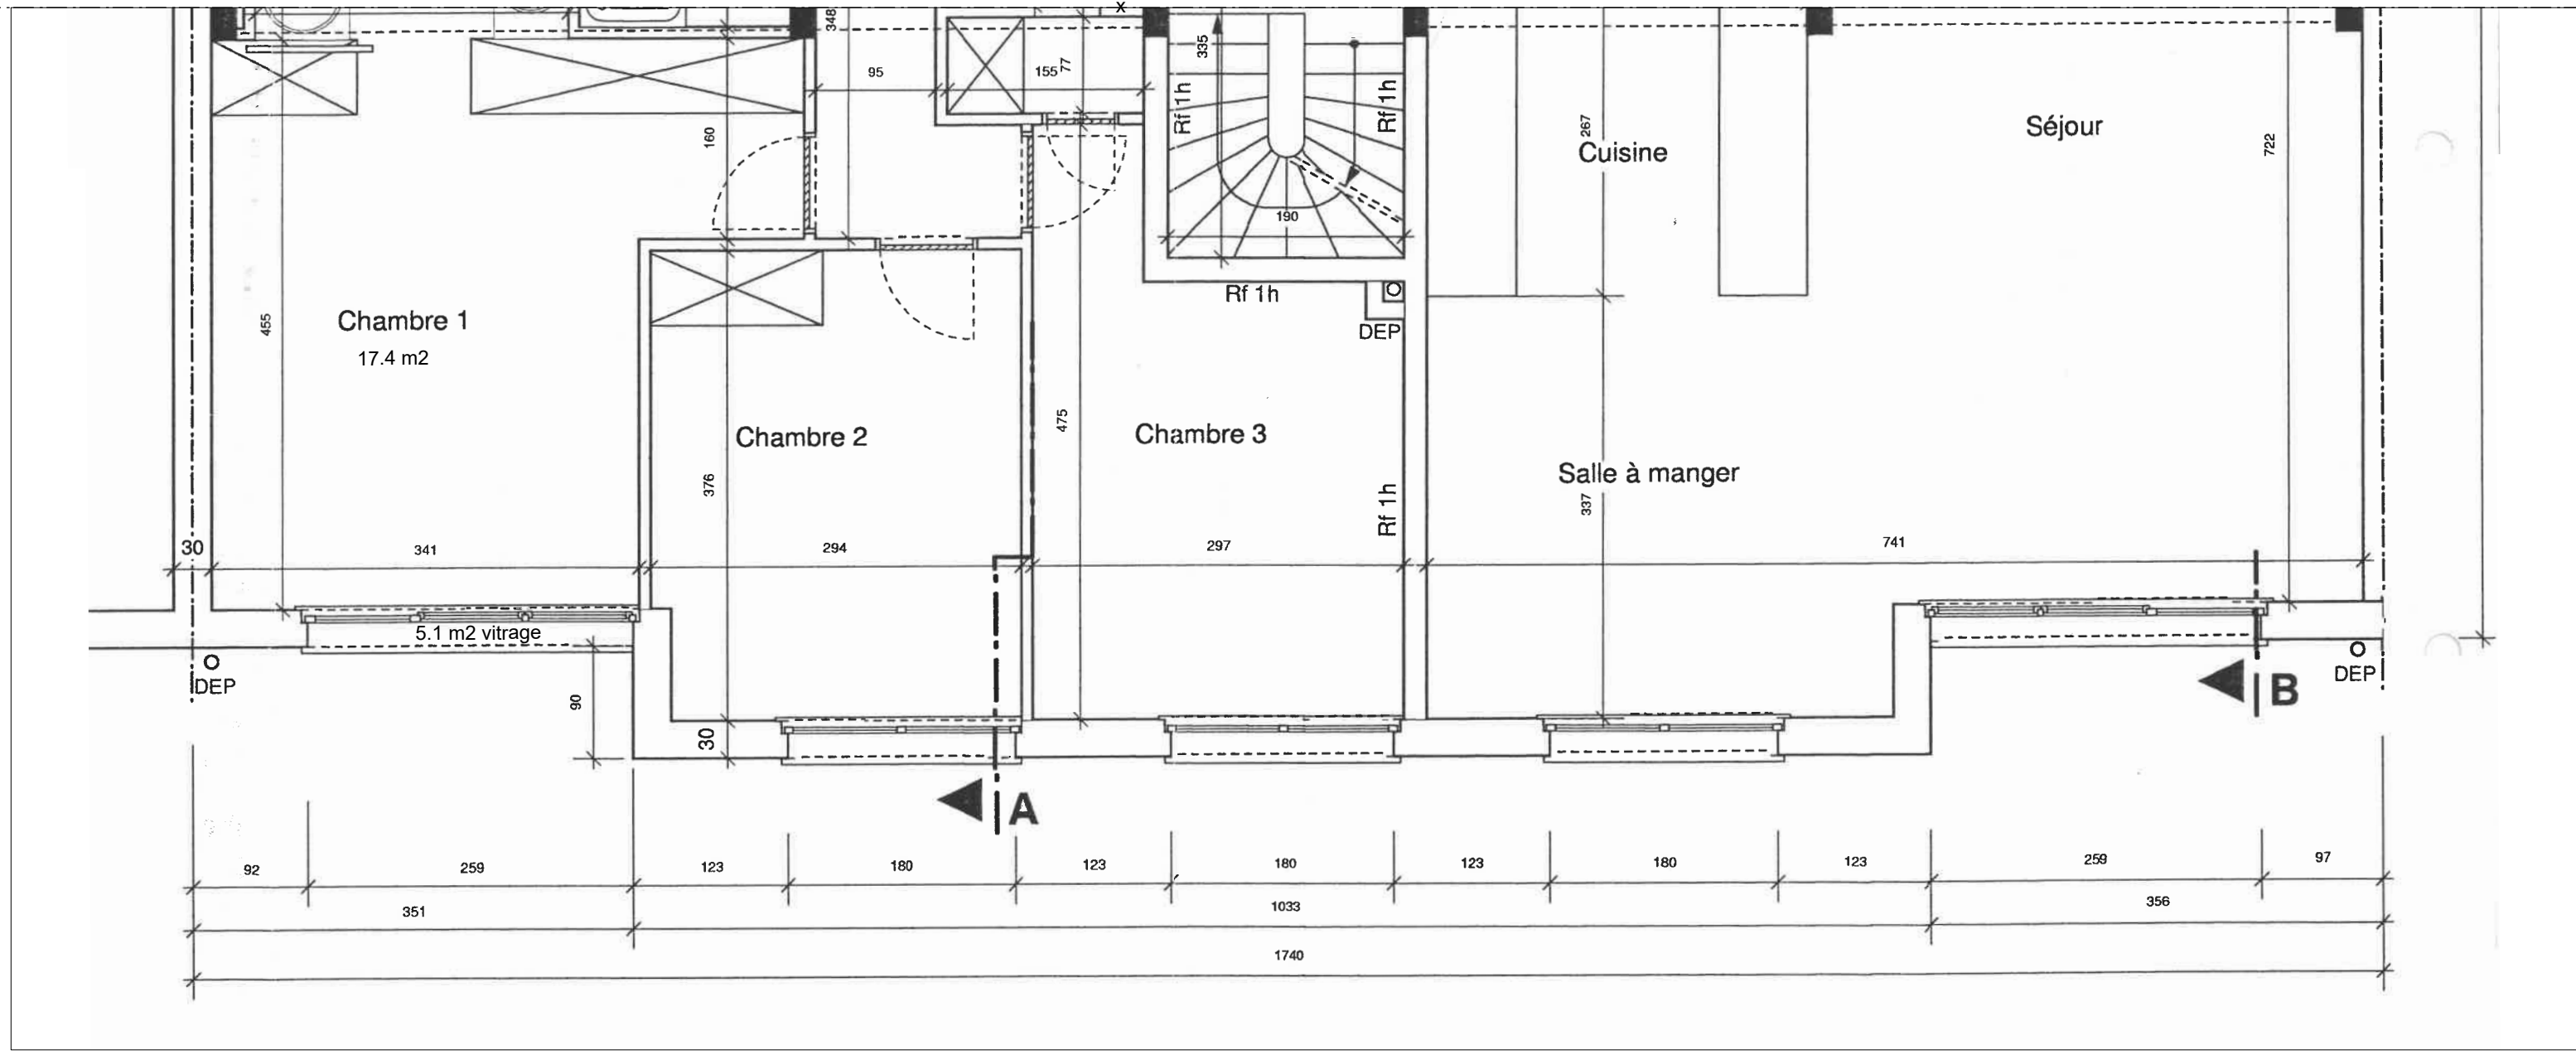 x
348
335
95
155
77
Rf 1h
Rf 1h
160
267
Cuisine
Séjour
722
190
Rf 1h
DEP
455
Chambre 1
17.4 m2
Chambre 2
475
Chambre 3
Salle à manger
376
337
Rf 1h
30
341
294
297
741
5.1 m2 vitrage
DEP
90
30
DEP
B
A
92
259
123
180
123
180
123
180
123
259
97
351
1033
356
1740